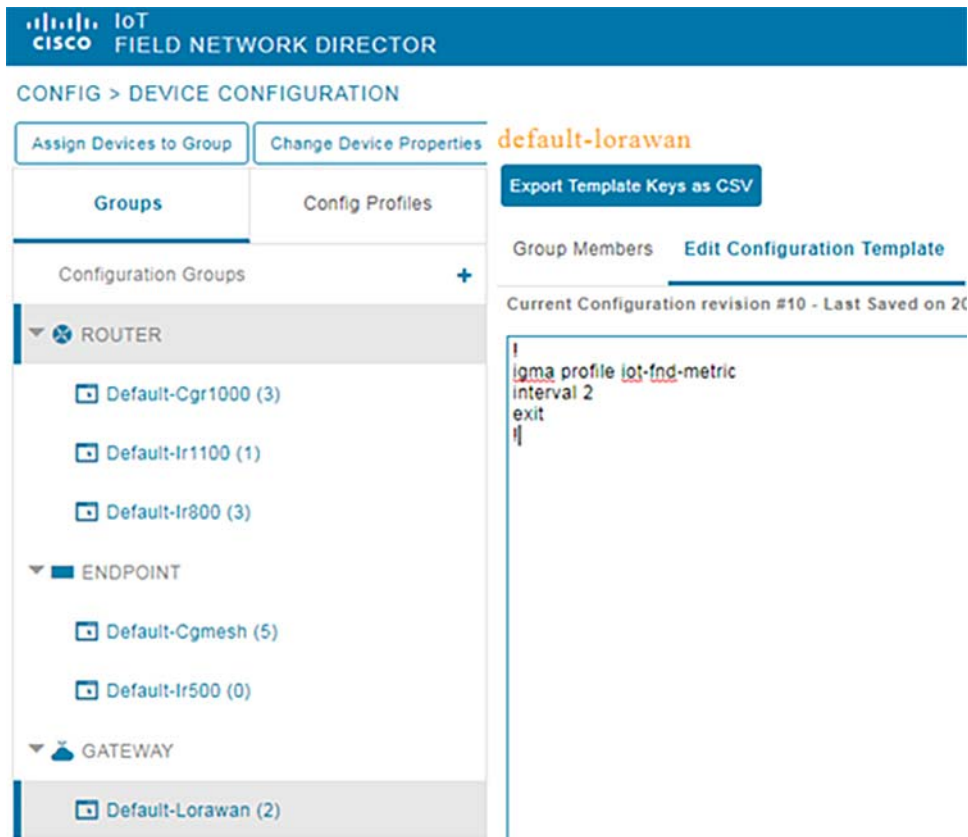 IoT
CISCO FIELD NETWORK DIRECTOR
CONFIG > DEVICE CONFIGURATION
Assign Devices to Group
Change Device Properties
Groups
Config Profiles
Configuration Groups +
ROUTER
Default-Cgr1000 (3)
Default-Ir1100 (1)
Default-Ir800 (3)
ENDPOINT
Default-Cgmesh (5)
Default-Ir500 (0)
GATEWAY
Default-Lorawan (2)
default-lorawan
Export Template Keys as CSV
Group Members
Edit Configuration Template
Current Configuration revision #10 - Last Saved on 20
!
igma profile iot-fnd-metric
interval 2
exit
!